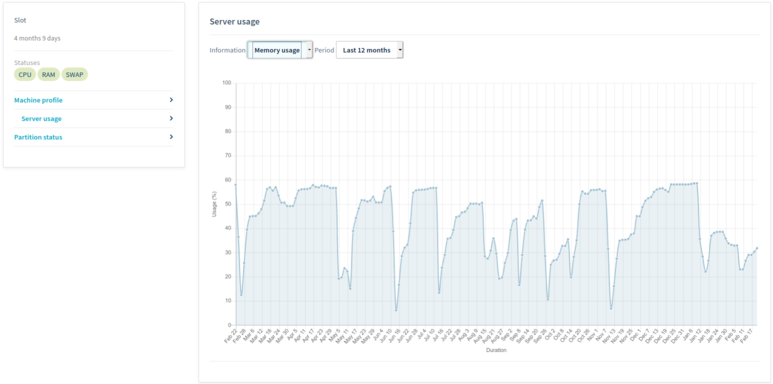 Slot
4 months 9 days
Statuses
CPU RAM SWAP
Machine profile
Server usage
Partition status
Server usage
Information Memory usage Period Last 12 months
100
90
80
70
60
50
40
30
20
10
0
Usage (%)
Feb 22 Feb 28 Mar 6 Mar 12 Mar 18 Mar 24 Mar 30 Apr 5 Apr 11 Apr 17 Apr 23 Apr 29 May 5 May 11 May 17 May 23 May 29 Jun 4 Jun 10 Jun 16 Jun 22 Jun 28 Jul 4 Jul 10 Jul 16 Jul 22 Jul 28 Aug 3 Aug 9 Aug 15 Aug 21 Aug 27 Sep 2 Sep 8 Sep 14 Sep 20 Sep 26 Oct 2 Oct 8 Oct 14 Oct 20 Oct 26 Nov 1 Nov 7 Nov 13 Nov 19 Nov 25 Dec 1 Dec 7 Dec 13 Dec 19 Dec 25 Dec 31 Jan 6 Jan 12 Jan 18 Jan 24 Jan 30 Feb 5 Feb 11 Feb 17
Duration